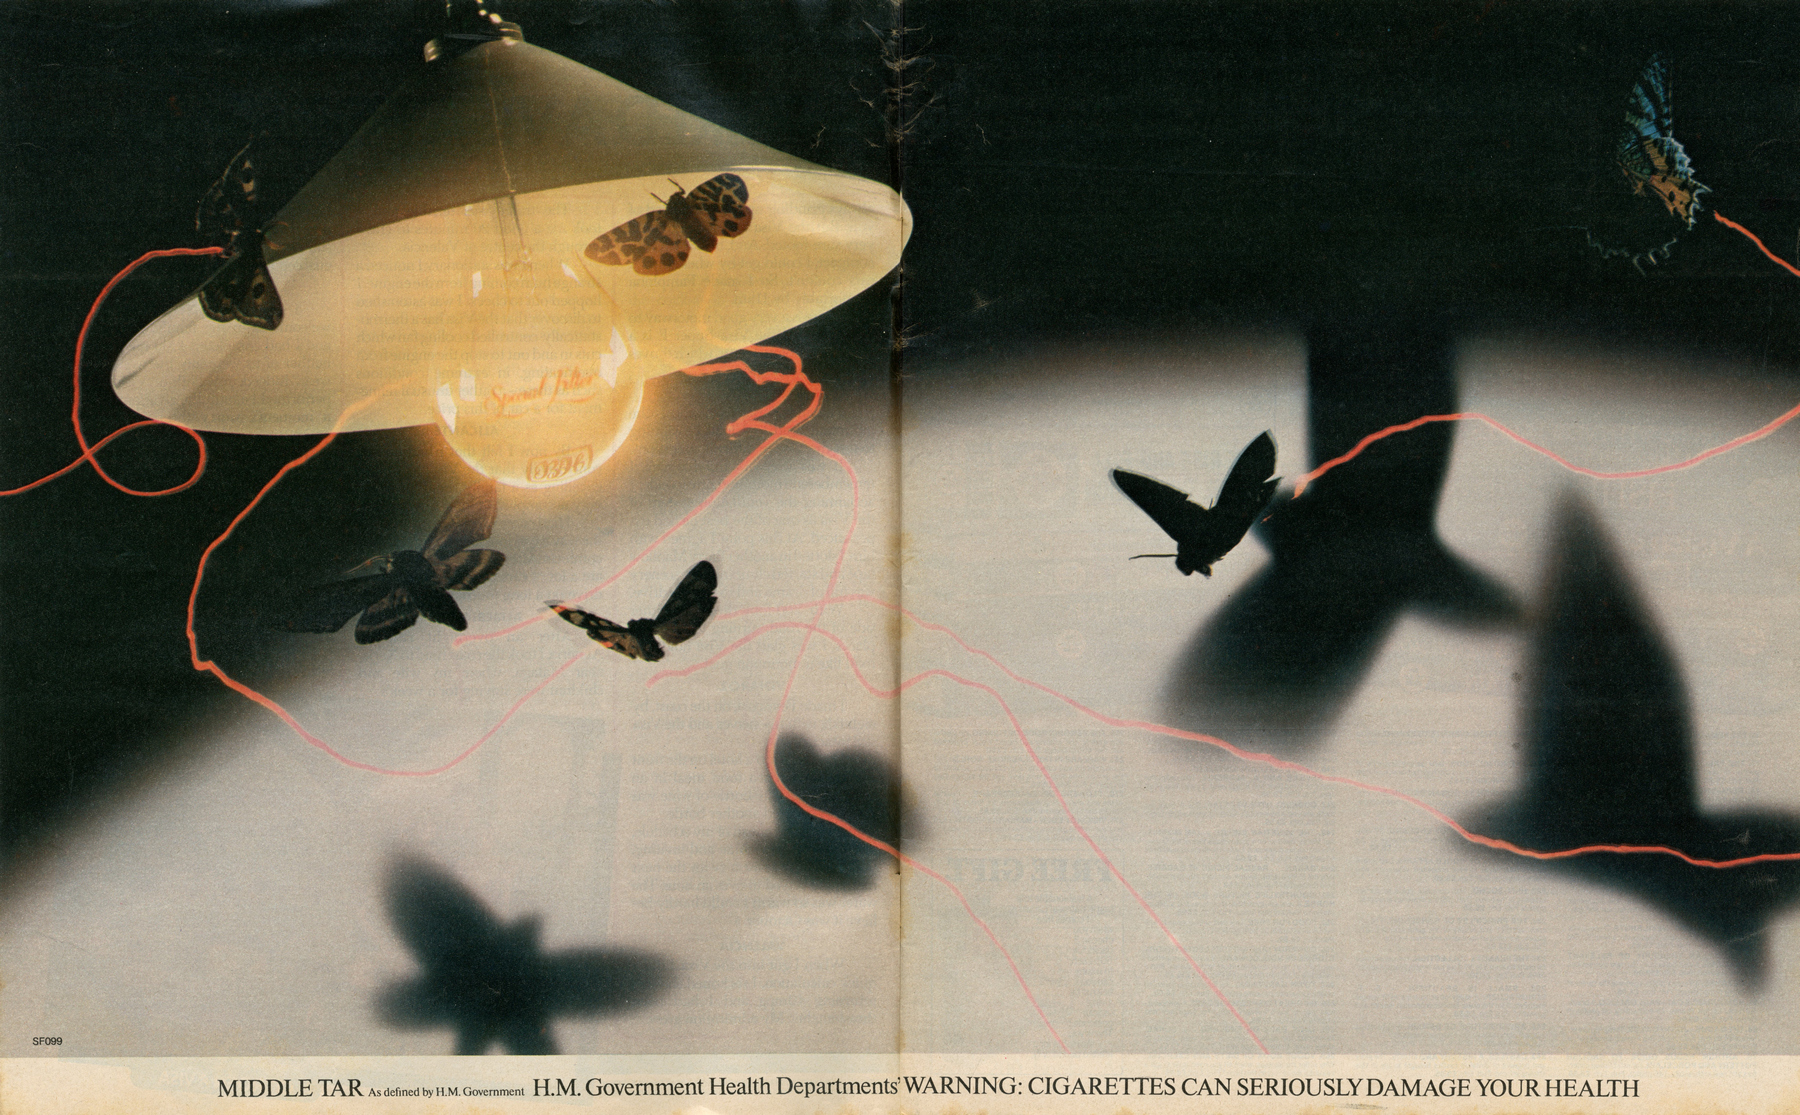 Special Filter
SF099
MIDDLE TAR As defined by H.M. Government H.M. Government Health Departments' WARNING: CIGARETTES CAN SERIOUSLY DAMAGE YOUR HEALTH